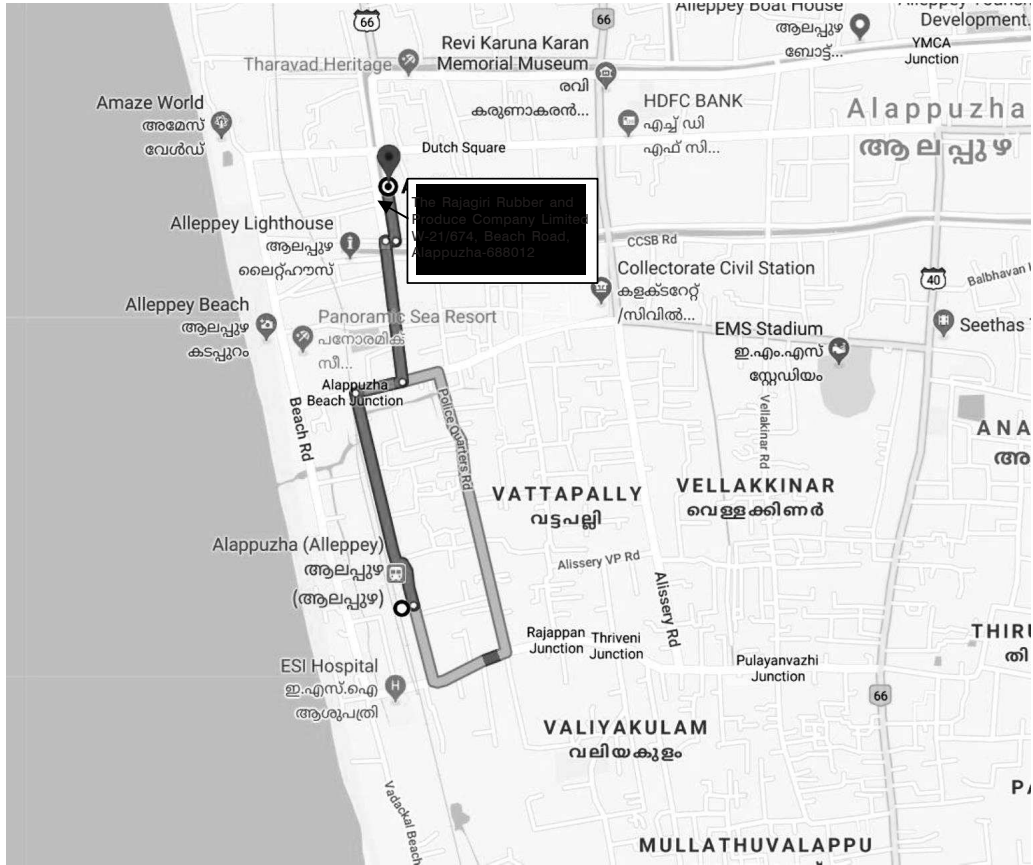 66
66
Alleppey Boat House
ആലപ്പുഴ
ബോട്ട്...
Development.
YMCA
Junction
Tharavad Heritage
Revi Karuna Karan
Memorial Museum
രവി
കരുണാകരൻ...
Amaze World
അമേസ്
വേൾഡ്
HDFC BANK
എച്ച് ഡി
എഫ് സി...
Alappuzha
ആലപ്പുഴ
Dutch Square
The Rajagiri Rubber and
Produce Company Limited
W-21/674, Beach Road,
Alappuzha-688012
Alleppey Lighthouse
ആലപ്പുഴ
ലൈറ്റ്ഹൗസ്
CCSB Rd
Collectorate Civil Station
കളക്ടറേറ്റ്
/സിവിൽ...
40
Alleppey Beach
ആലപ്പുഴ
കടപ്പുറം
Panoramic Sea Resort
പനോരമിക്
സീ...
EMS Stadium
ഇ.എം.എസ്
സ്റ്റേഡിയം
Seethas
Balbhavan
Alappuzha
Beach Junction
Beach Rd
Police Quarters Rd
Vellakinar Rd
VATTAPALLY
വട്ടപല്ലി
VELLAKKINAR
വെള്ളക്കിണർ
Alappuzha (Alleppey)
ആലപ്പുഴ
(ആലപ്പുഴ)
Alissery VP Rd
Alissery Rd
Rajappan
Junction
Thriveni
Junction
Pulayanvazhi
Junction
ESI Hospital
ഇ.എസ്.ഐ
ആശുപത്രി
H
66
VALIYAKULAM
വലിയകുളം
Vadackal Beach
MULLATHUVALAPPU